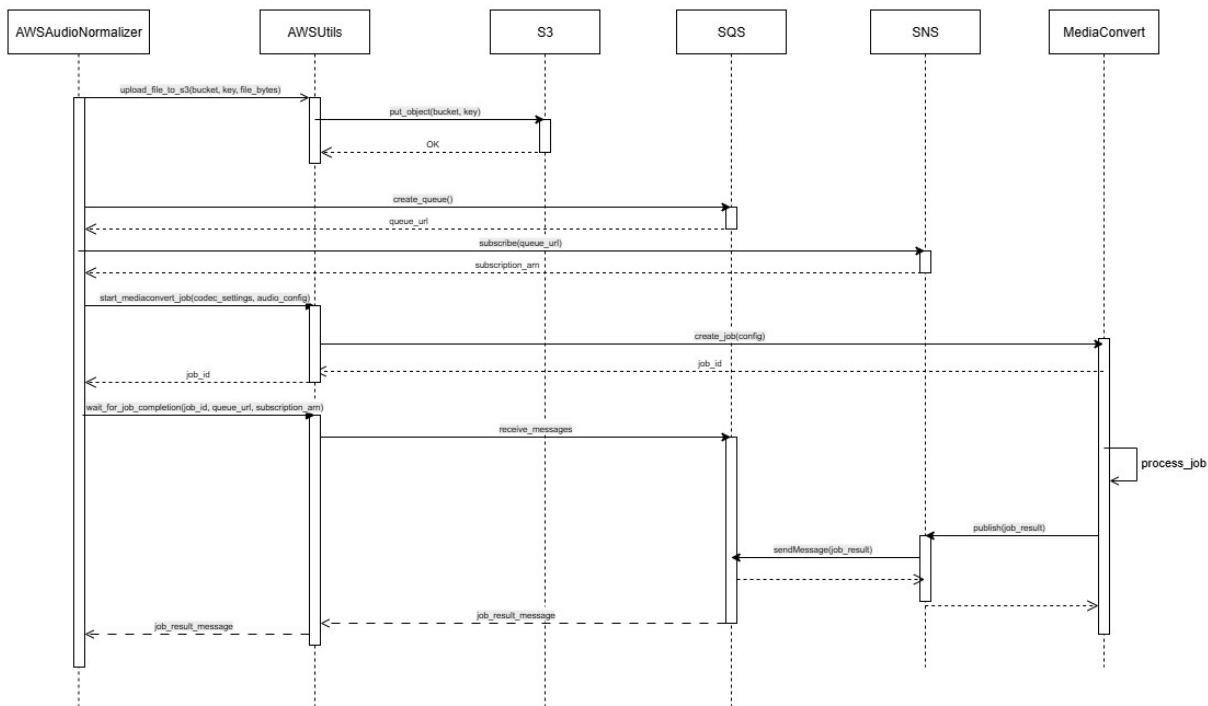 AWSAudioNormalizer
AWSUtils
S3
SQS
SNS
MediaConvert
upload_file_to_s3(bucket, key, file_bytes)
put_object(bucket, key)
OK
create_queue()
queue_url
subscribe(queue_url)
subscription_arn
start_mediaconvert_job(codec_settings, audio_config)
create_job(config)
job_id
job_id
wait_for_job_completion(job_id, queue_url, subscription_arn)
receive_messages
process_job
publish(job_result)
sendMessage(job_result)
job_result_message
job_result_message